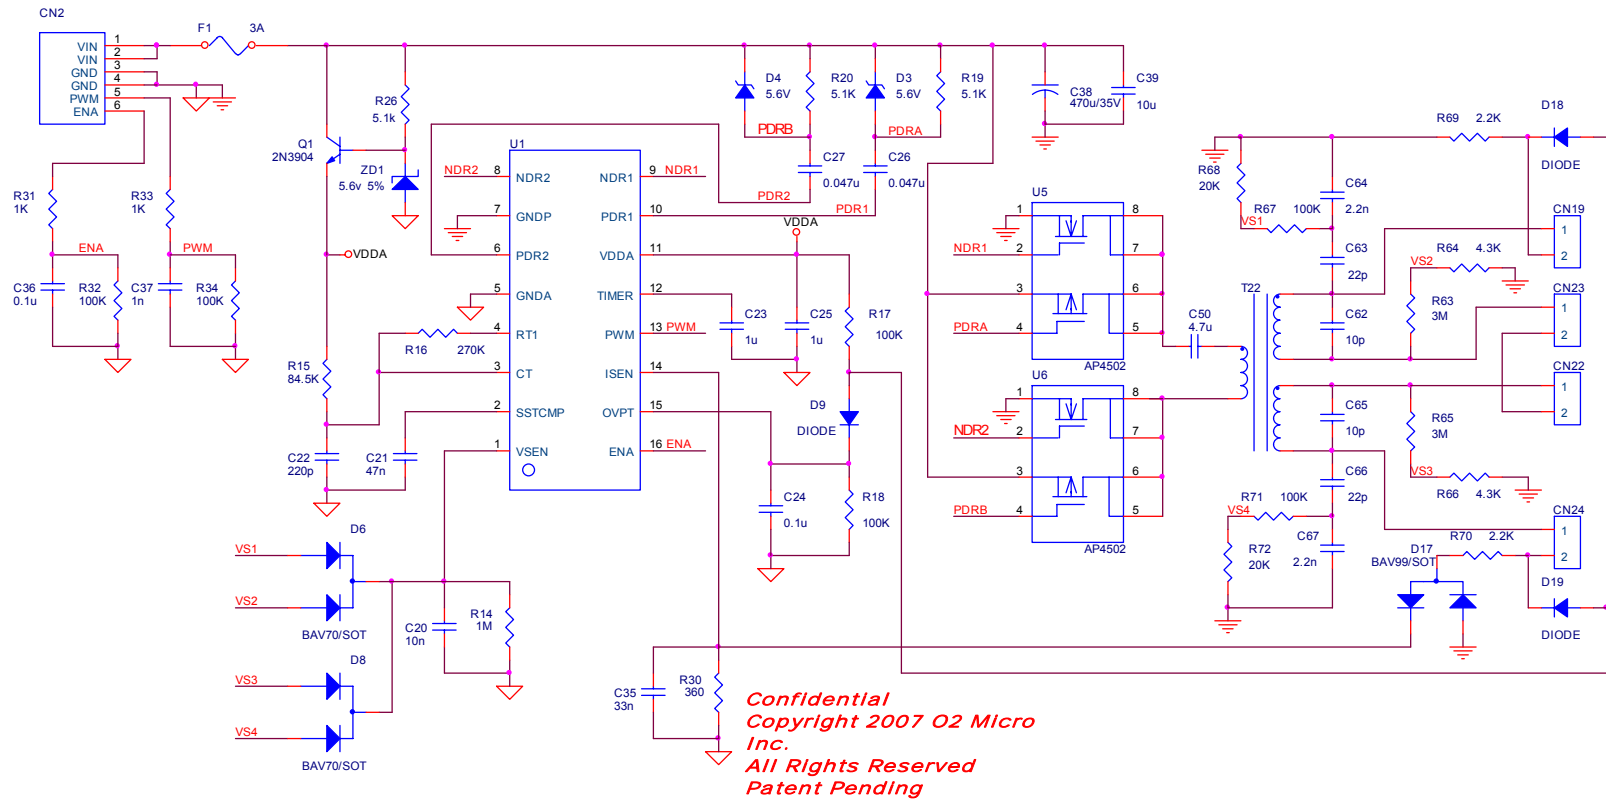 CN2
VIN 1
VIN 2
GND 3
GND 4
PWM 5
ENA 6
F1 3A
R26
5.1k
Q1
2N3904
ZD1
5.6v 5%
R31
1K
R33
1K
ENA
PWM
VDDA
C36
0.1u
R32
100K
C37
1n
R34
100K
R15
84.5K
R16 270K
C22
220p
C21
47n
U1
NDR2 8 NDR2
7 GNDP
6 PDR2
5 GNDA
4 RT1
3 CT
2 SSTCMP
1 VSEN
NDR1 9 NDR1
PDR1 10 PDR1
VDDA 11
TIMER 12
PWM 13 PWM
ISEN 14
OVPT 15
ENA 16 ENA
D4
5.6V
R20
5.1K
D3
5.6V
R19
5.1K
PDRB
PDRA
C27
0.047u
C26
0.047u
PDR2
VDDA
C38
470u/35V
C39
10u
C23
1u
C25
1u
R17
100K
D9
DIODE
C24
0.1u
R18
100K
U5
1 8
NDR1 2 7
3 6
PDRA 4 5
AP4502
U6
1 8
NDR2 2 7
3 6
PDRB 4 5
AP4502
C50
4.7u
T22
R69 2.2K
D18
DIODE
R68
20K
C64
2.2n
VS1 R67 100K
C63
22p
CN19
1
2
VS2 R64 4.3K
R63
3M
C62
10p
CN23
1
2
CN22
1
2
C65
10p
R65
3M
C66
22p
VS3
R66 4.3K
R71 100K
VS4
R72
20K
C67
2.2n
CN24
1
2
R70 2.2K
D17
BAV99/SOT
D19
DIODE
D6
VS1
VS2
BAV70/SOT
D8
VS3
VS4
BAV70/SOT
C20
10n
R14
1M
C35
33n
R30
360
Confidential
Copyright 2007 O2 Micro
Inc.
All Rights Reserved
Patent Pending